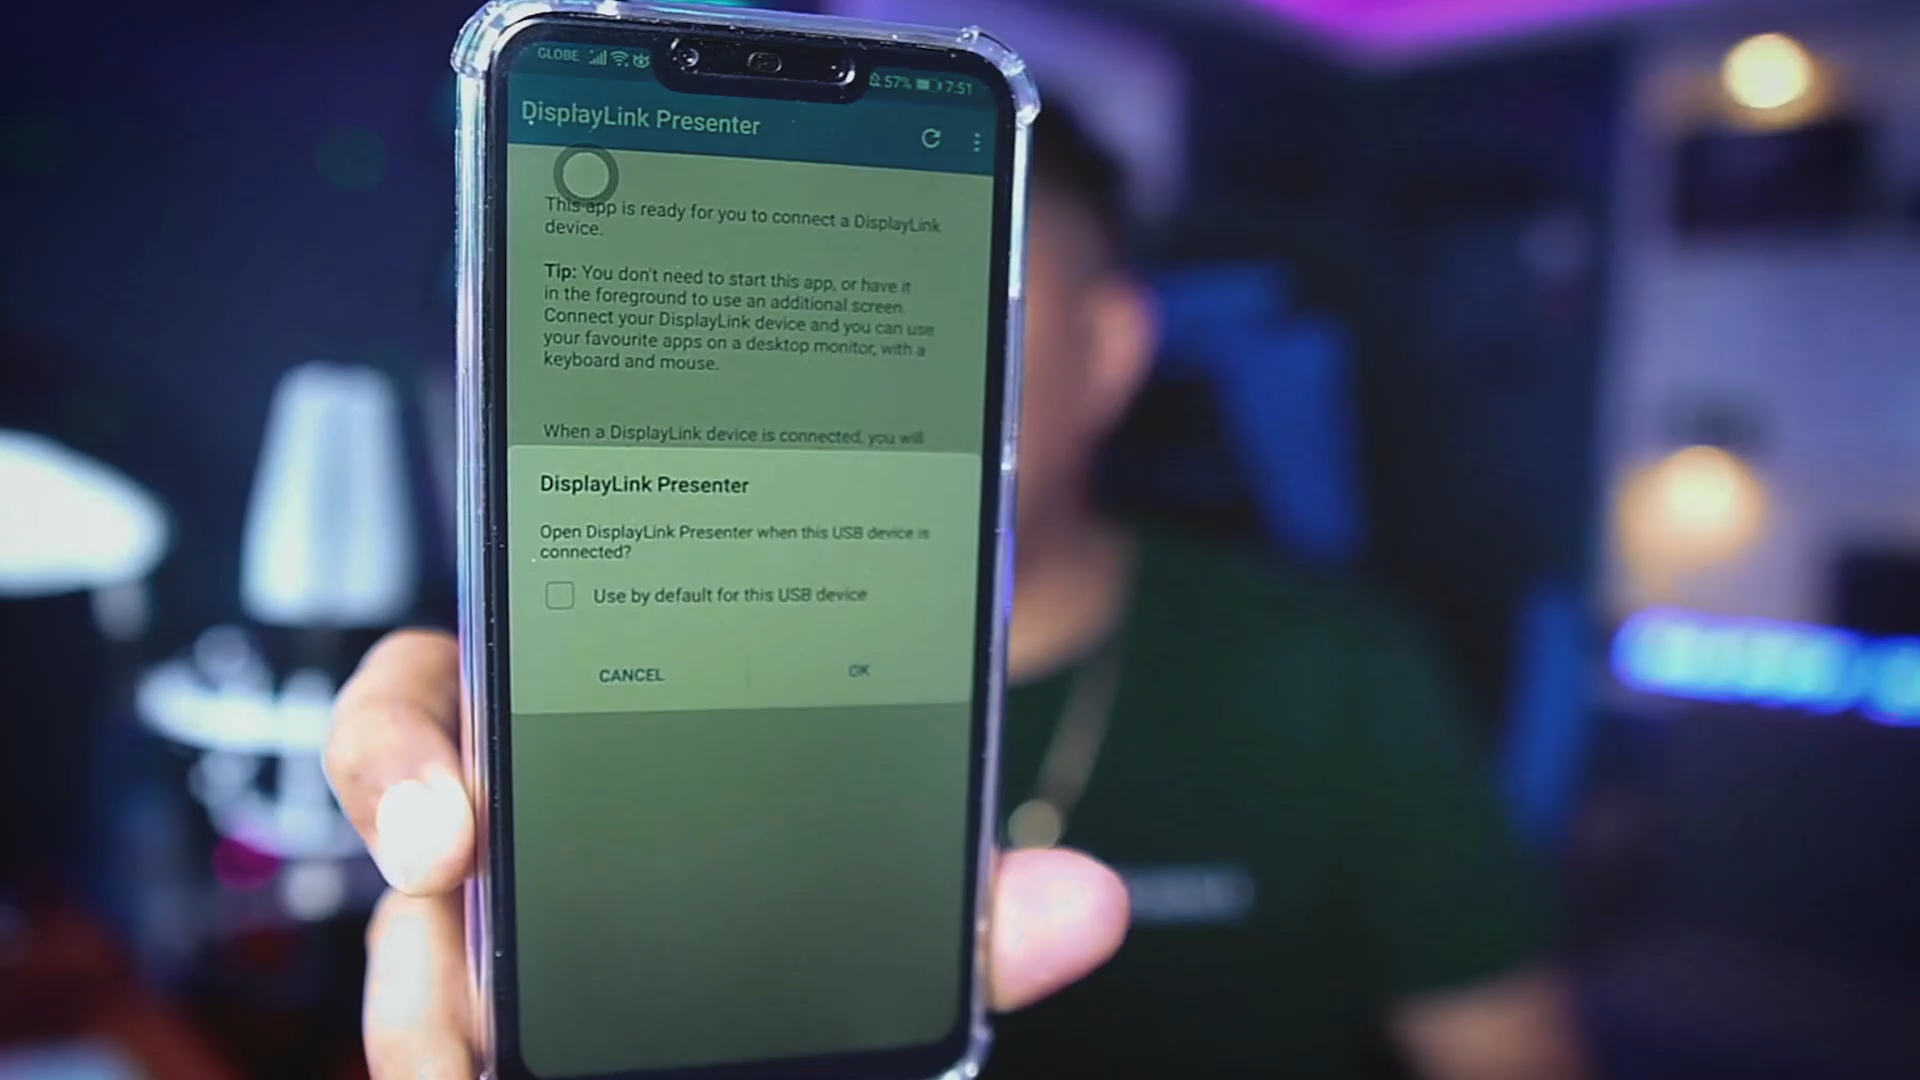 GLOBE
57% 7:51
DisplayLink Presenter
This app is ready for you to connect a DisplayLink
device.
Tip: You don't need to start this app, or have it
in the foreground to use an additional screen.
Connect your DisplayLink device and you can use
your favourite apps on a desktop monitor, with a
keyboard and mouse.
When a DisplayLink device is connected, you will
DisplayLink Presenter
Open DisplayLink Presenter when this USB device is
connected?
Use by default for this USB device
CANCEL OK